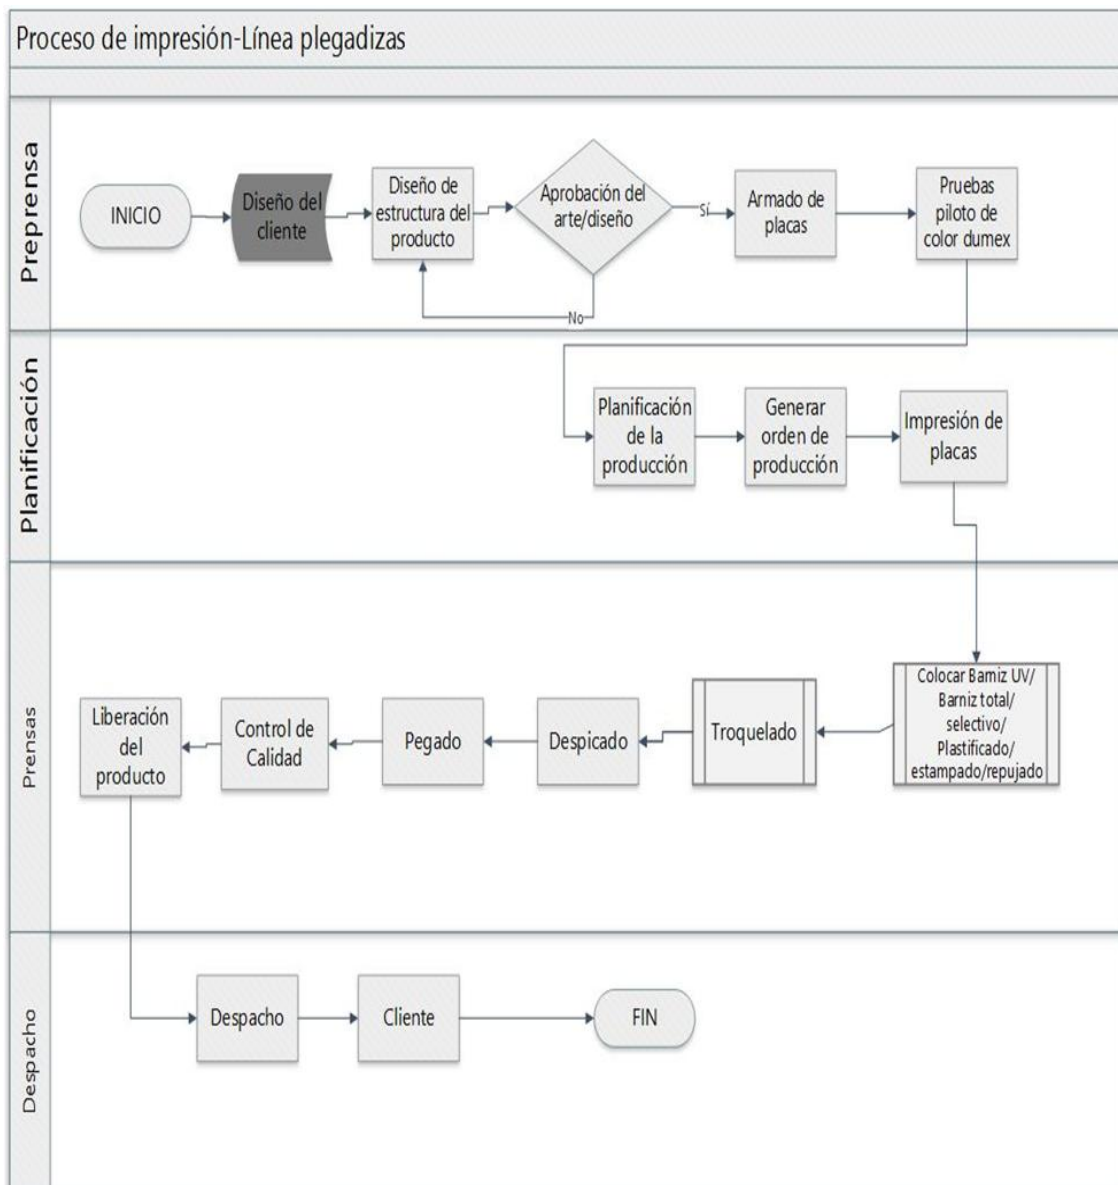 Proceso de impresión-Línea plegadizas
Preprensa
INICIO
Diseño del
cliente
Diseño de
estructura del
producto
Aprobación del
arte/diseño
Sí
No
Armado de
placas
Pruebas
piloto de
color dumex
Planificación
Planificación
de la
producción
Generar
orden de
producción
Impresión de
placas
Prensas
Colocar Barniz UV/
Barniz total/
selectivo/
Plastificado/
estampado/repujado
Troquelado
Despicado
Pegado
Control de
Calidad
Liberación
del
producto
Despacho
Despacho
Cliente
FIN